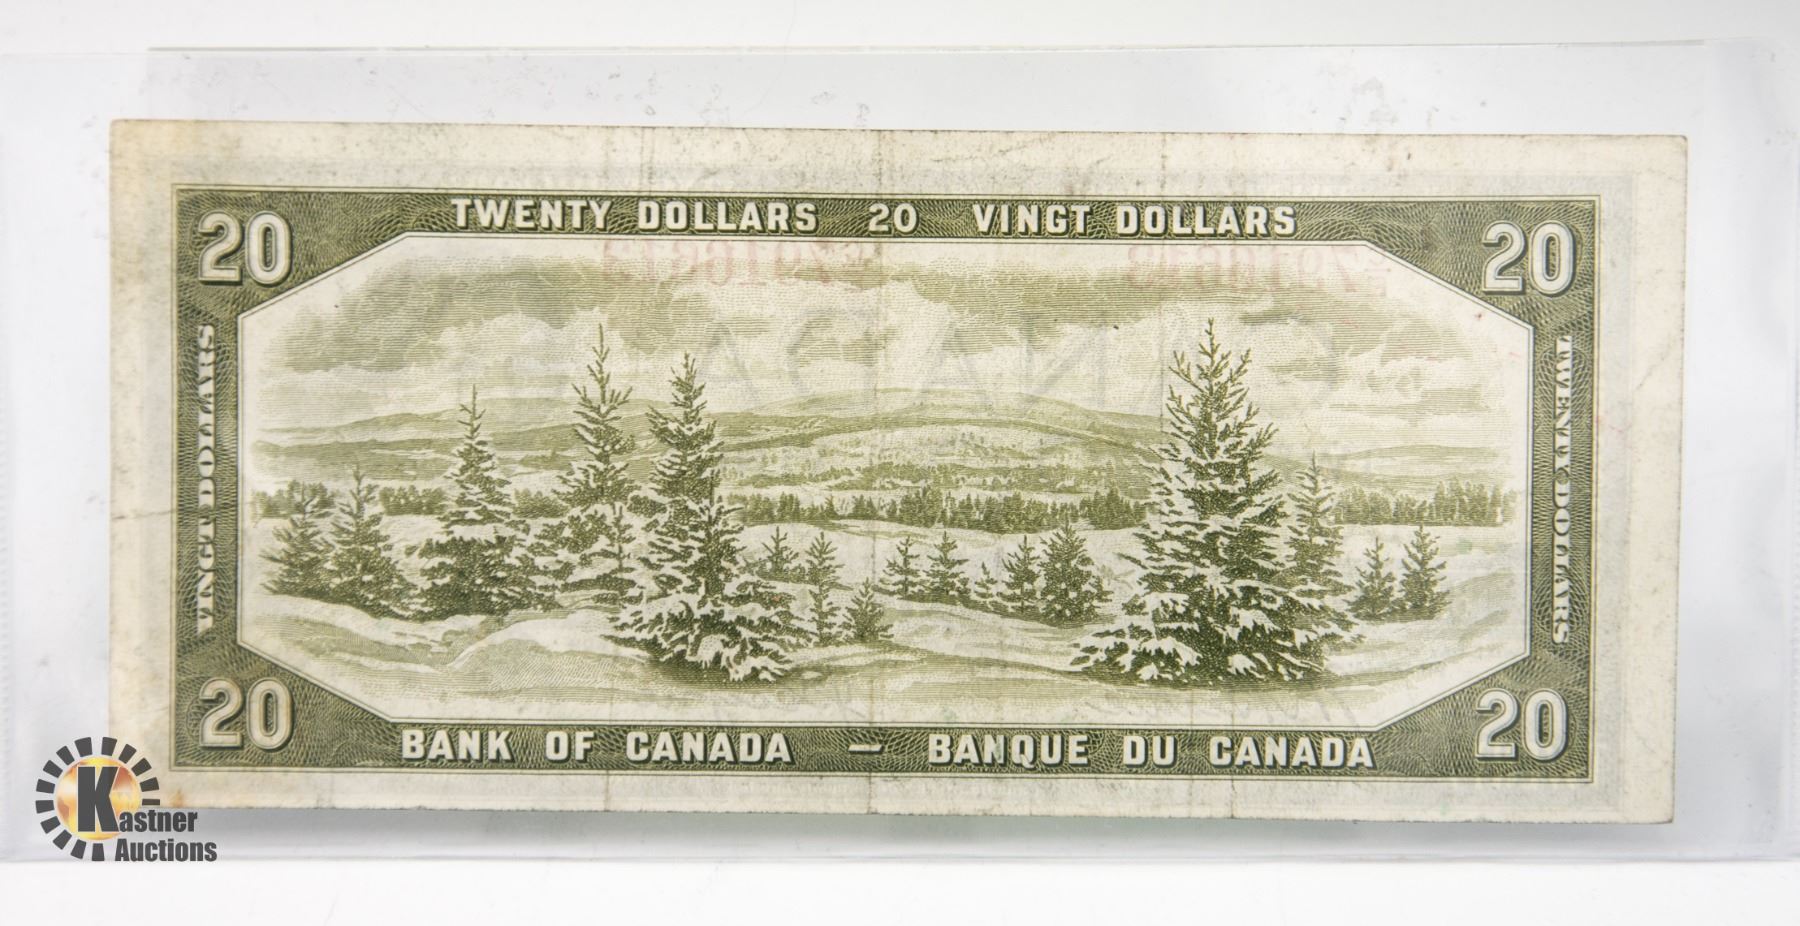 TWENTY DOLLARS 20 VINGT DOLLARS
20
20
VINGT DOLLARS
TWENTY DOLLARS
20
20
BANK OF CANADA — BANQUE DU CANADA
Kastner
Auctions